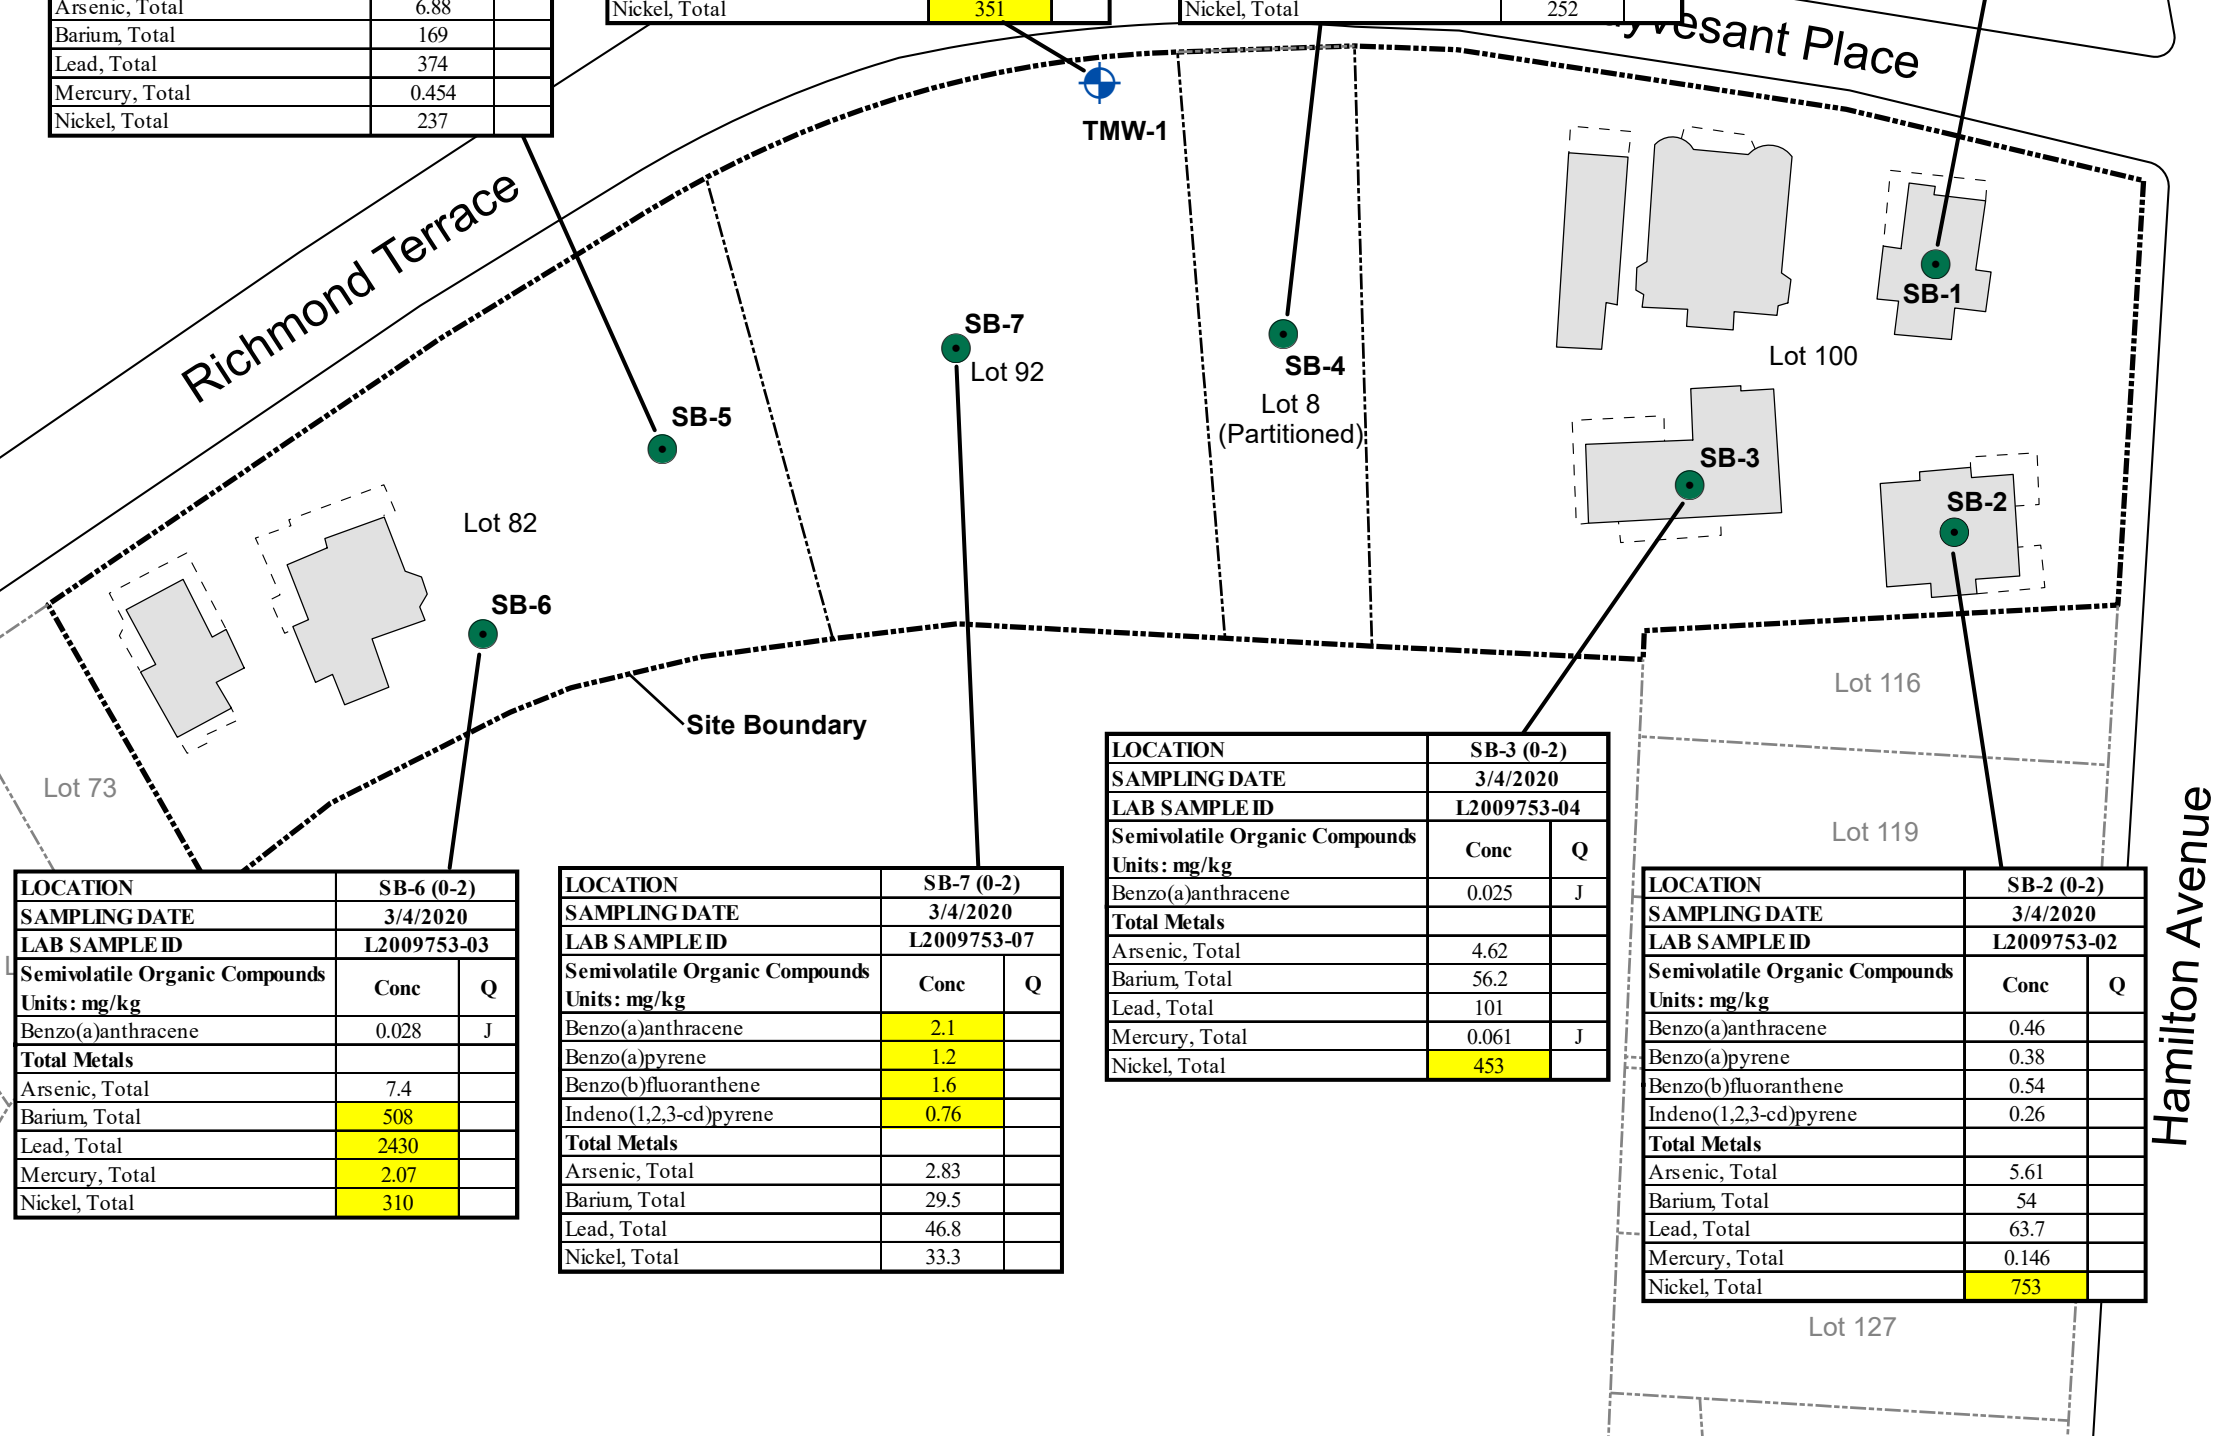 Arsenic, Total 6.88
Barium, Total 169
Lead, Total 374
Mercury, Total 0.454
Nickel, Total 237
Nickel, Total 351
Nickel, Total 252
Place
Richmond Terrace
TMW-1
SB-1
Lot 100
SB-7
Lot 92
SB-4
Lot 8
(Partitioned)
SB-5
SB-3
SB-2
Lot 82
SB-6
Site Boundary
Lot 73
Lot 116
Lot 119
Hamilton Avenue
LOCATION SB-6 (0-2)
SAMPLING DATE 3/4/2020
LAB SAMPLE ID L2009753-03
Semivolatile Organic Compounds
Units: mg/kg Conc Q
Benzo(a)anthracene 0.028 J
Total Metals
Arsenic, Total 7.4
Barium, Total 508
Lead, Total 2430
Mercury, Total 2.07
Nickel, Total 310
LOCATION SB-7 (0-2)
SAMPLING DATE 3/4/2020
LAB SAMPLE ID L2009753-07
Semivolatile Organic Compounds
Units: mg/kg Conc Q
Benzo(a)anthracene 2.1
Benzo(a)pyrene 1.2
Benzo(b)fluoranthene 1.6
Indeno(1,2,3-cd)pyrene 0.76
Total Metals
Arsenic, Total 2.83
Barium, Total 29.5
Lead, Total 46.8
Nickel, Total 33.3
LOCATION SB-3 (0-2)
SAMPLING DATE 3/4/2020
LAB SAMPLE ID L2009753-04
Semivolatile Organic Compounds
Units: mg/kg Conc Q
Benzo(a)anthracene 0.025 J
Total Metals
Arsenic, Total 4.62
Barium, Total 56.2
Lead, Total 101
Mercury, Total 0.061 J
Nickel, Total 453
LOCATION SB-2 (0-2)
SAMPLING DATE 3/4/2020
LAB SAMPLE ID L2009753-02
Semivolatile Organic Compounds
Units: mg/kg Conc Q
Benzo(a)anthracene 0.46
Benzo(a)pyrene 0.38
Benzo(b)fluoranthene 0.54
Indeno(1,2,3-cd)pyrene 0.26
Total Metals
Arsenic, Total 5.61
Barium, Total 54
Lead, Total 63.7
Mercury, Total 0.146
Nickel, Total 753
Lot 127